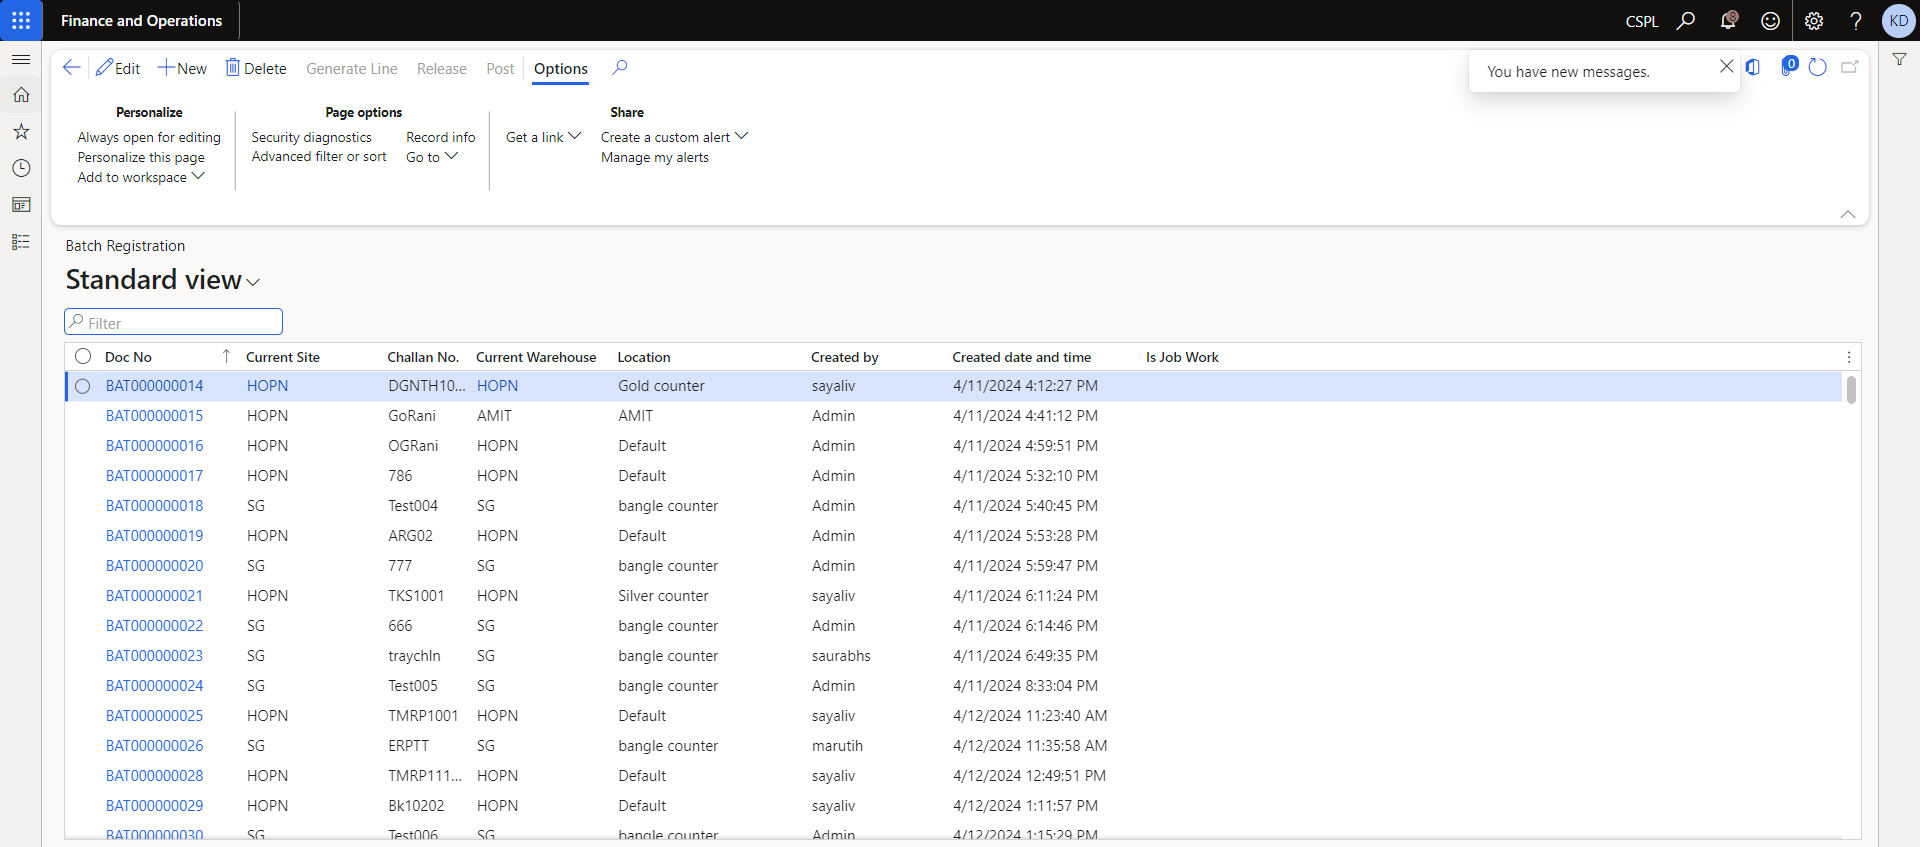 Finance and Operations CSPL 8 ? KD
Edit New Delete Generate Line Release Post Options
You have new messages. 0
Personalize Page options Share
Always open for editing Security diagnostics Record info Get a link Create a custom alert
Personalize this page Advanced filter or sort Go to Manage my alerts
Add to workspace
Batch Registration
Standard view
Filter
Doc No Current Site Challan No. Current Warehouse Location Created by Created date and time Is Job Work
BAT000000014 HOPN DGNTH10... HOPN Gold counter sayaliv 4/11/2024 4:12:27 PM
BAT000000015 HOPN GoRani AMIT AMIT Admin 4/11/2024 4:41:12 PM
BAT000000016 HOPN OGRani HOPN Default Admin 4/11/2024 4:59:51 PM
BAT000000017 HOPN 786 HOPN Default Admin 4/11/2024 5:32:10 PM
BAT000000018 SG Test004 SG bangle counter Admin 4/11/2024 5:40:45 PM
BAT000000019 HOPN ARG02 HOPN Default Admin 4/11/2024 5:53:28 PM
BAT000000020 SG 777 SG bangle counter Admin 4/11/2024 5:59:47 PM
BAT000000021 HOPN TKS1001 HOPN Silver counter sayaliv 4/11/2024 6:11:24 PM
BAT000000022 SG 666 SG bangle counter Admin 4/11/2024 6:14:46 PM
BAT000000023 SG traychln SG bangle counter saurabhs 4/11/2024 6:49:35 PM
BAT000000024 SG Test005 SG bangle counter Admin 4/11/2024 8:33:04 PM
BAT000000025 HOPN TMRP1001 HOPN Default sayaliv 4/12/2024 11:23:40 AM
BAT000000026 SG ERPTT SG bangle counter marutih 4/12/2024 11:35:58 AM
BAT000000028 HOPN TMRP111... HOPN Default sayaliv 4/12/2024 12:49:51 PM
BAT000000029 HOPN Bk10202 HOPN Default sayaliv 4/12/2024 1:11:57 PM
BAT000000030 SG Test006 SG bangle counter Admin 4/12/2024 1:15:29 PM